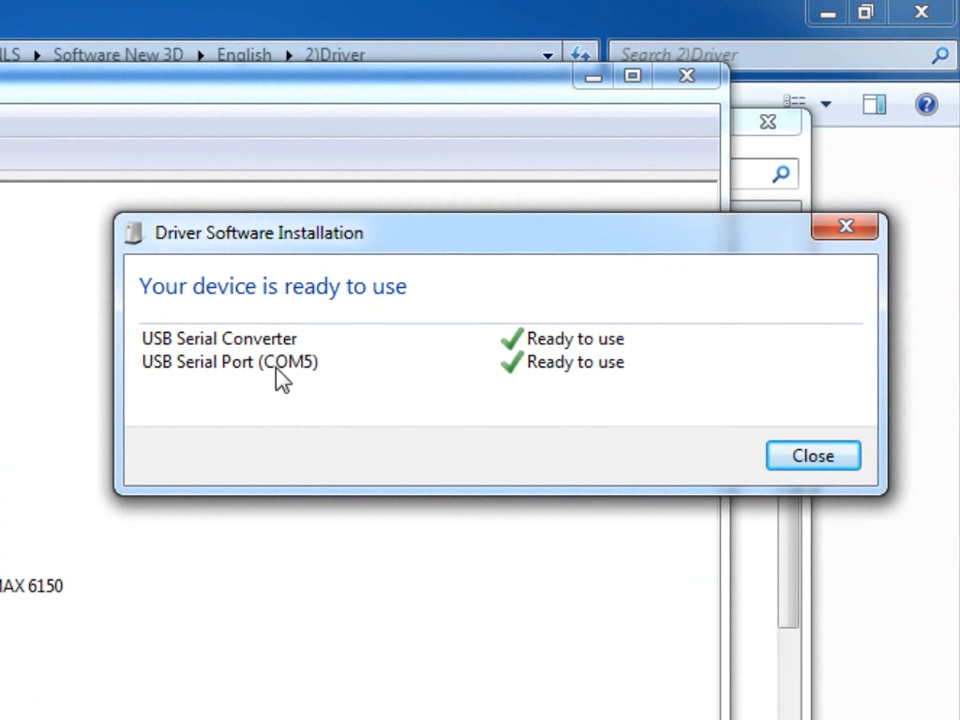 ILS ▸ Software New 3D ▸ English ▸ 2)Driver
Search 2)Driver
Driver Software Installation
Your device is ready to use
USB Serial Converter Ready to use
USB Serial Port (COM5) Ready to use
Close
MAX 6150